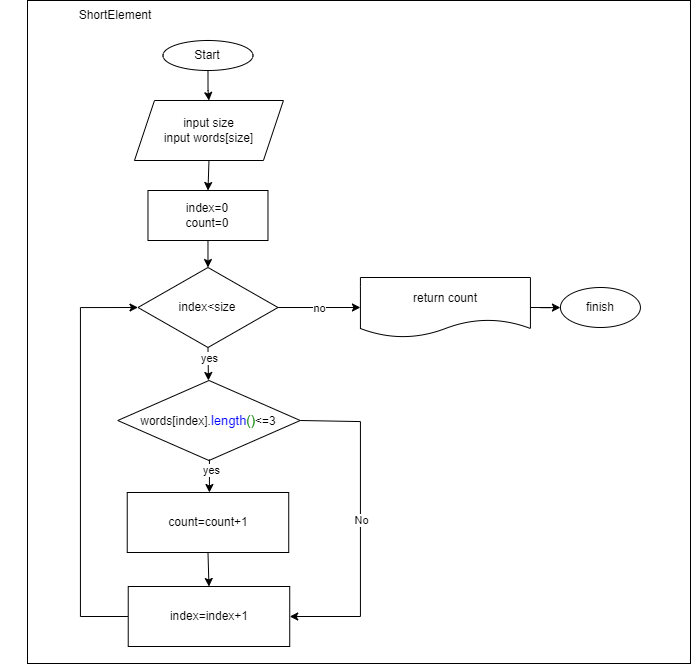 ShortElement
Start
input size
input words[size]
index=0
count=0
index<size
no
return count
finish
yes
words[index].length()<=3
yes
count=count+1
No
index=index+1